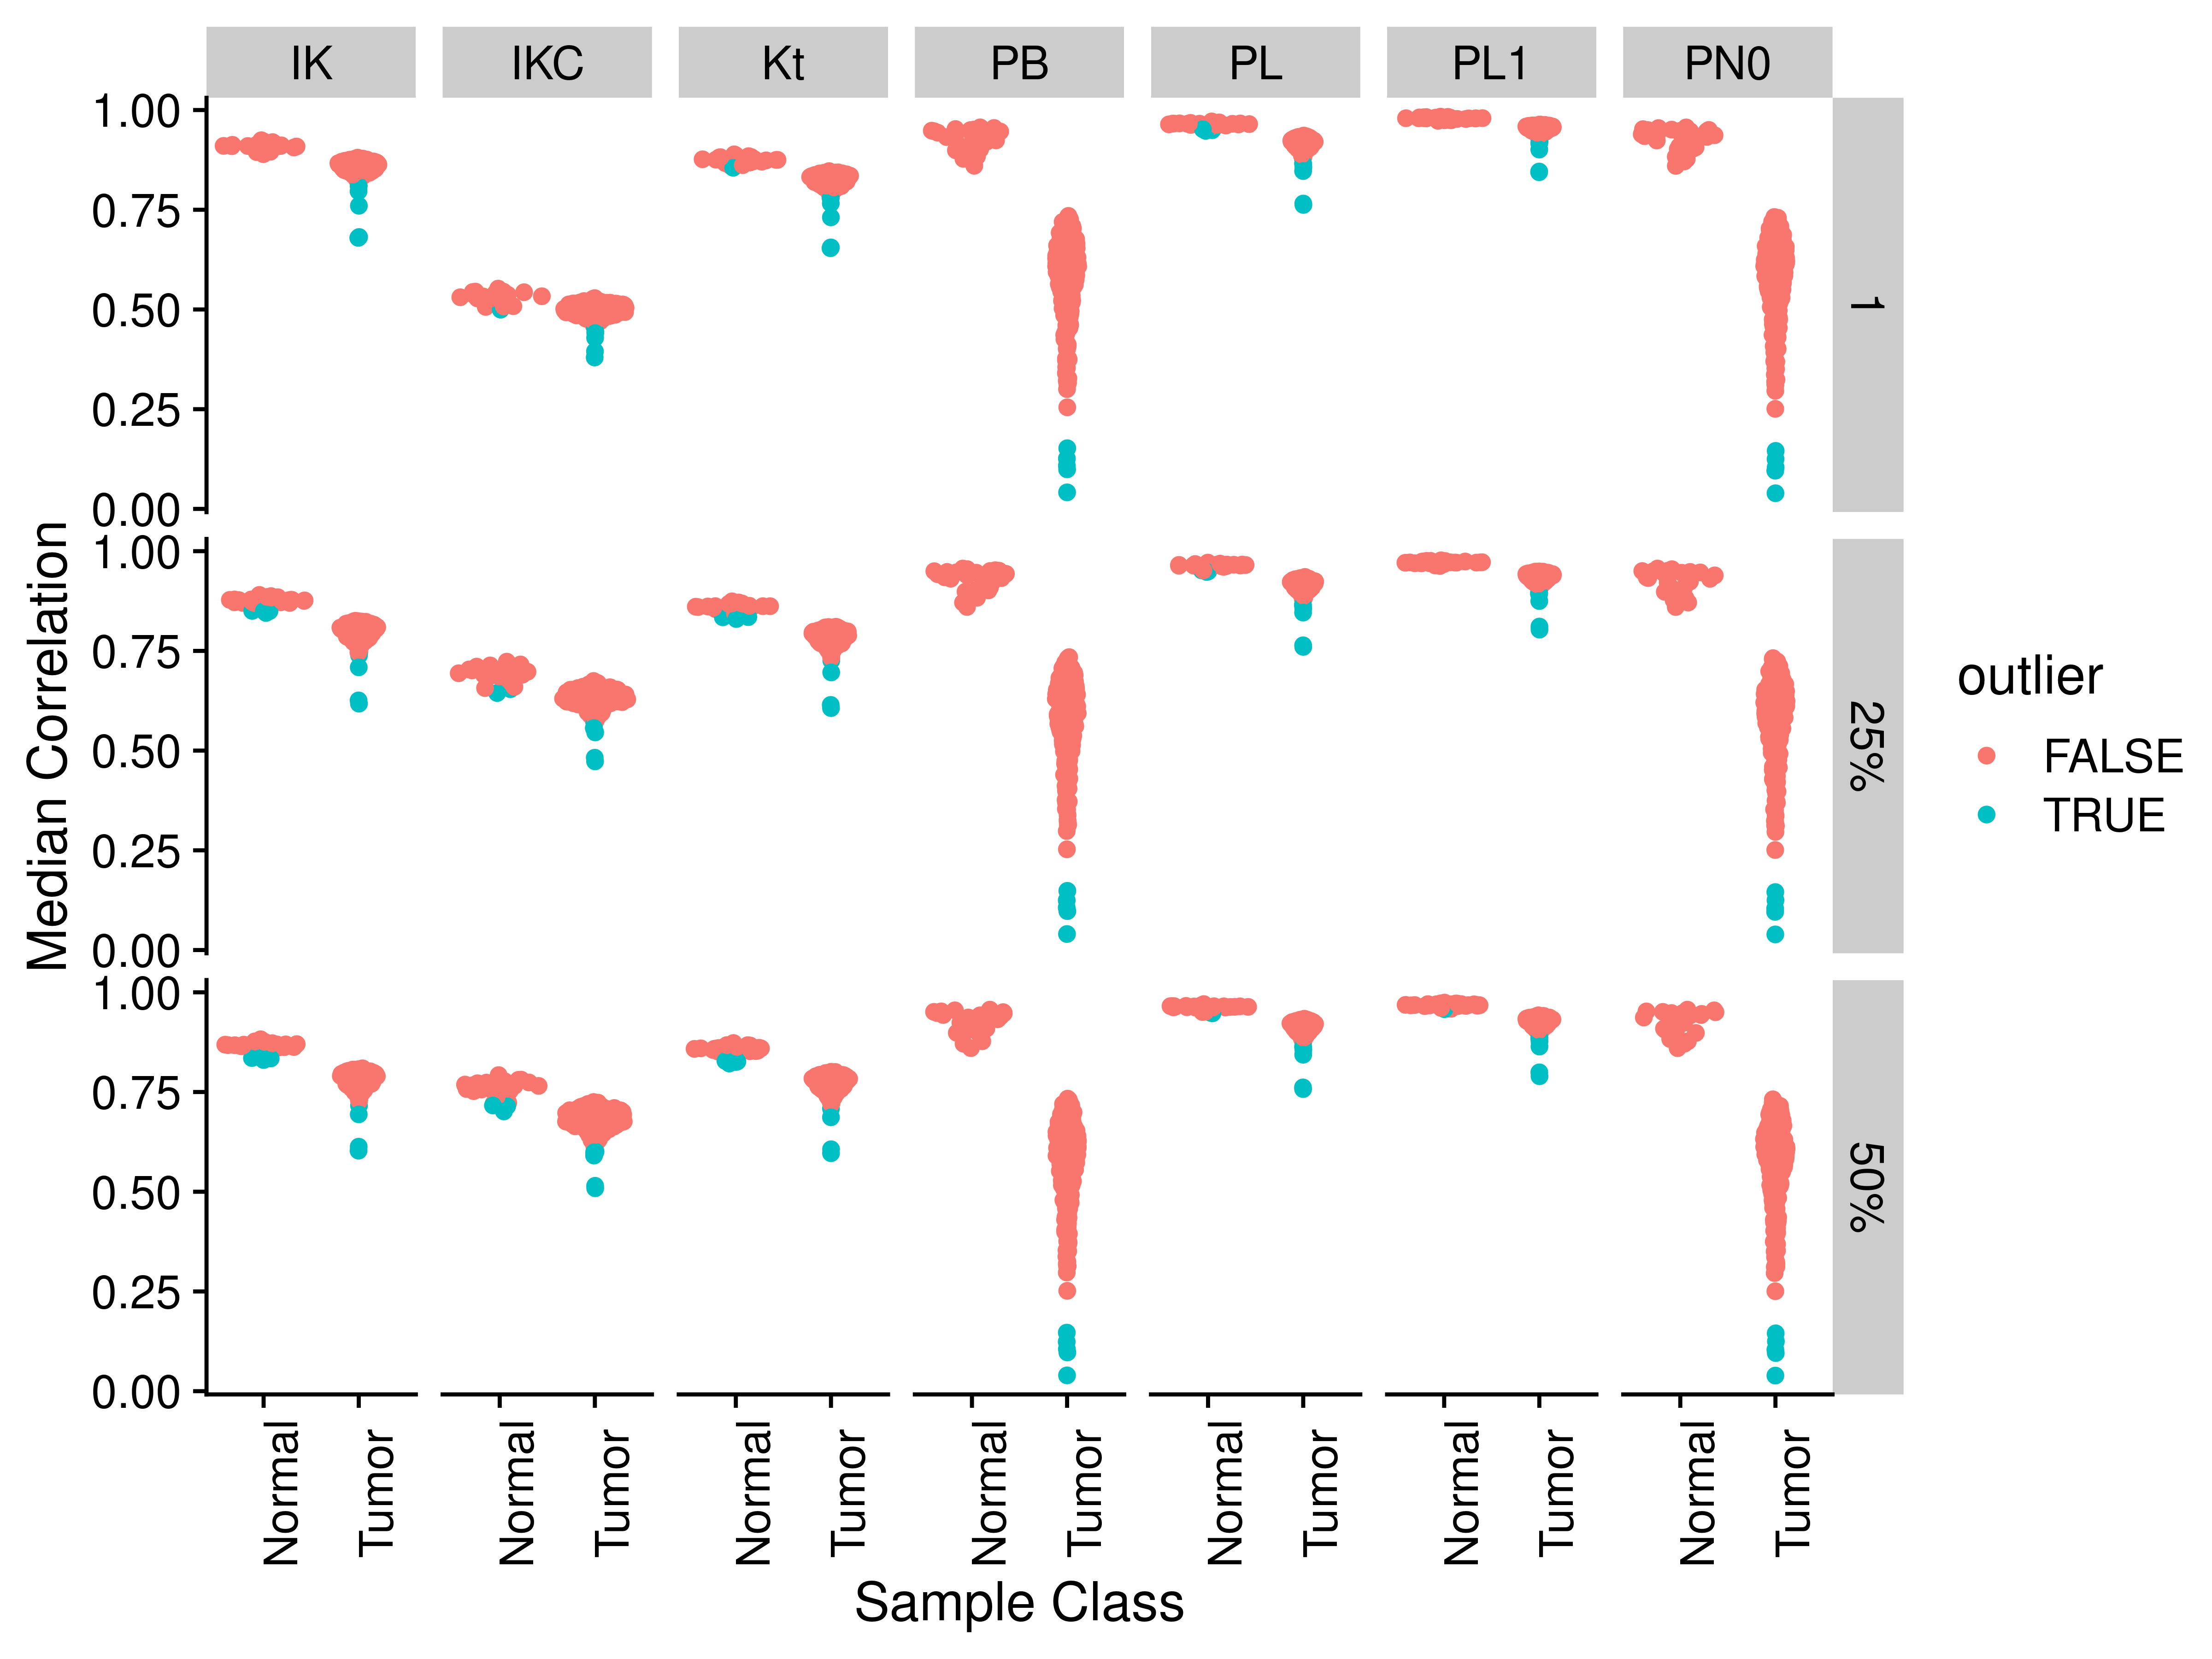 IK IKC Kt PB PL PL1 PN0
1.00
0.75
0.50
0.25
0.00
1
1.00
0.75
0.50
0.25
0.00
25%
1.00
0.75
0.50
0.25
0.00
50%
Median Correlation
Normal Tumor Normal Tumor Normal Tumor Normal Tumor Normal Tumor Normal Tumor Normal Tumor
Sample Class
outlier
FALSE
TRUE